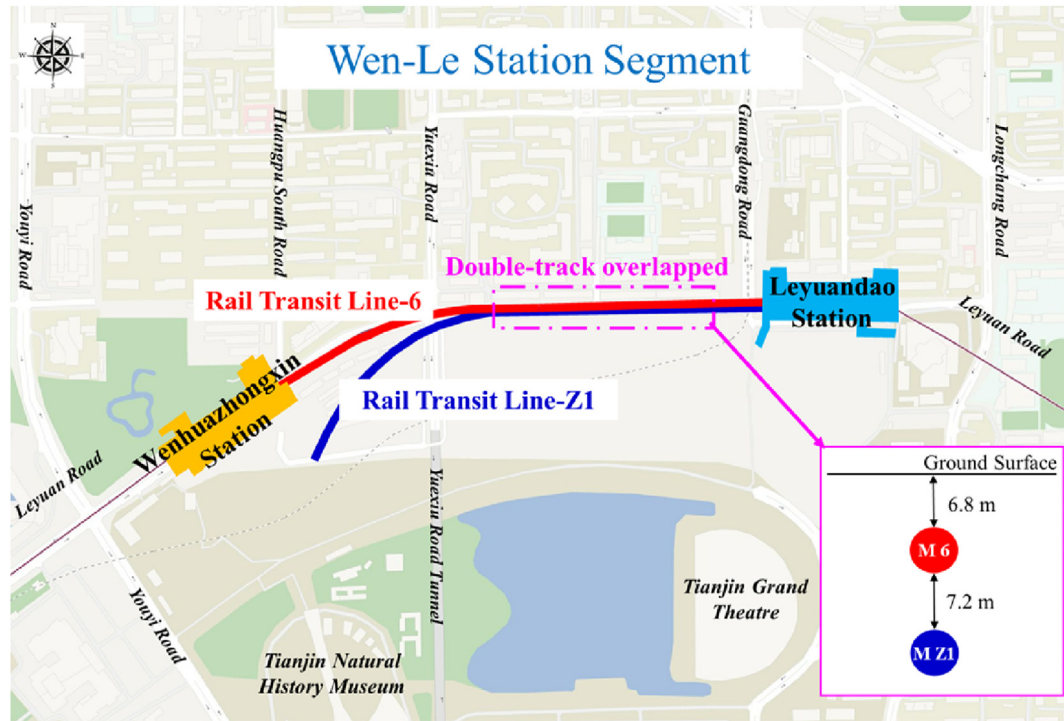 N
W
E
S
Wen-Le Station Segment
Youyi Road
Huangpu South Road
Yuexin Road
Guangdong Road
Longchang Road
Double-track overlapped
Rail Transit Line-6
Leyuandao
Station
Leyuan Road
Wenhuazhongxin
Station
Rail Transit Line-Z1
Leyuan Road
Yuexiu Road Tunnel
Youyi Road
Tianjin Natural
History Museum
Tianjin Grand
Theatre
Ground Surface
6.8 m
M 6
7.2 m
M Z1